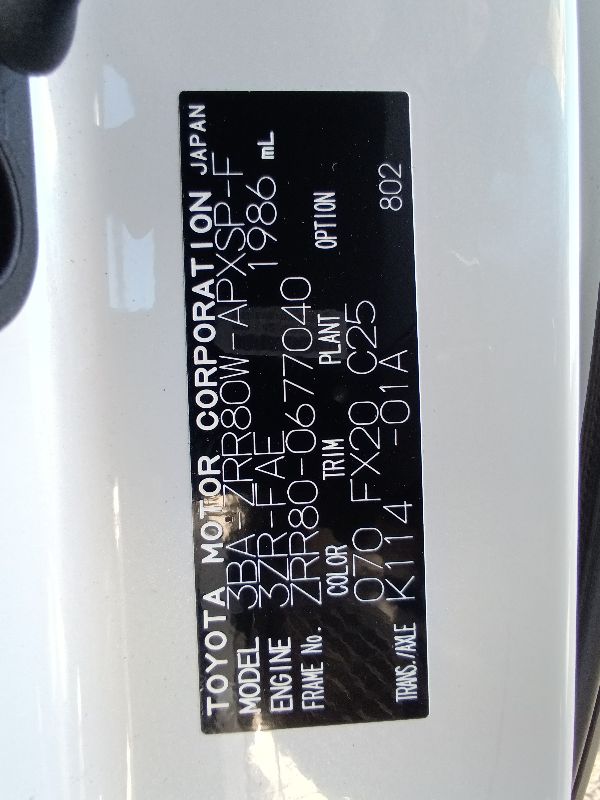 TOYOTA MOTOR CORPORATION JAPAN
MODEL 3BA-ZRR80W-APXSP-F
ENGINE 3ZR-FAE 1986 mL
FRAME No. ZRR80-0677040
COLOR TRIM PLANT OPTION
070 FX20 C25
TRANS./AXLE K114 -01A 802